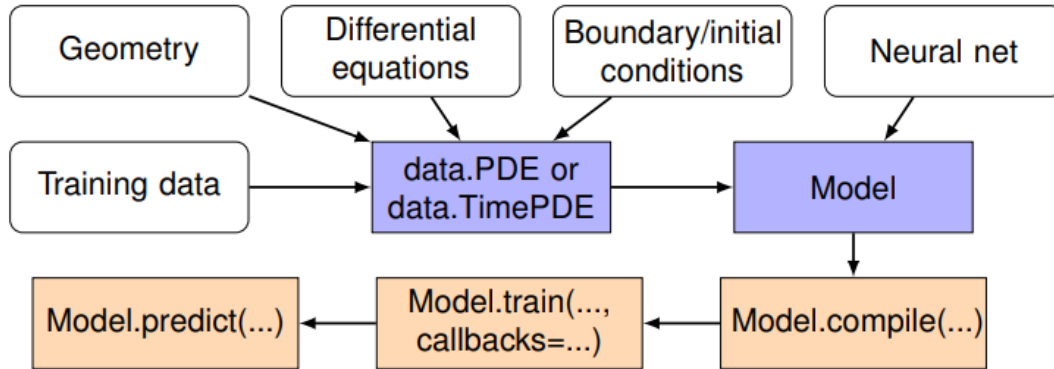 Geometry
Differential
equations
Boundary/initial
conditions
Neural net
Training data
data.PDE or
data.TimePDE
Model
Model.predict(...)
Model.train(...,
callbacks=...)
Model.compile(...)